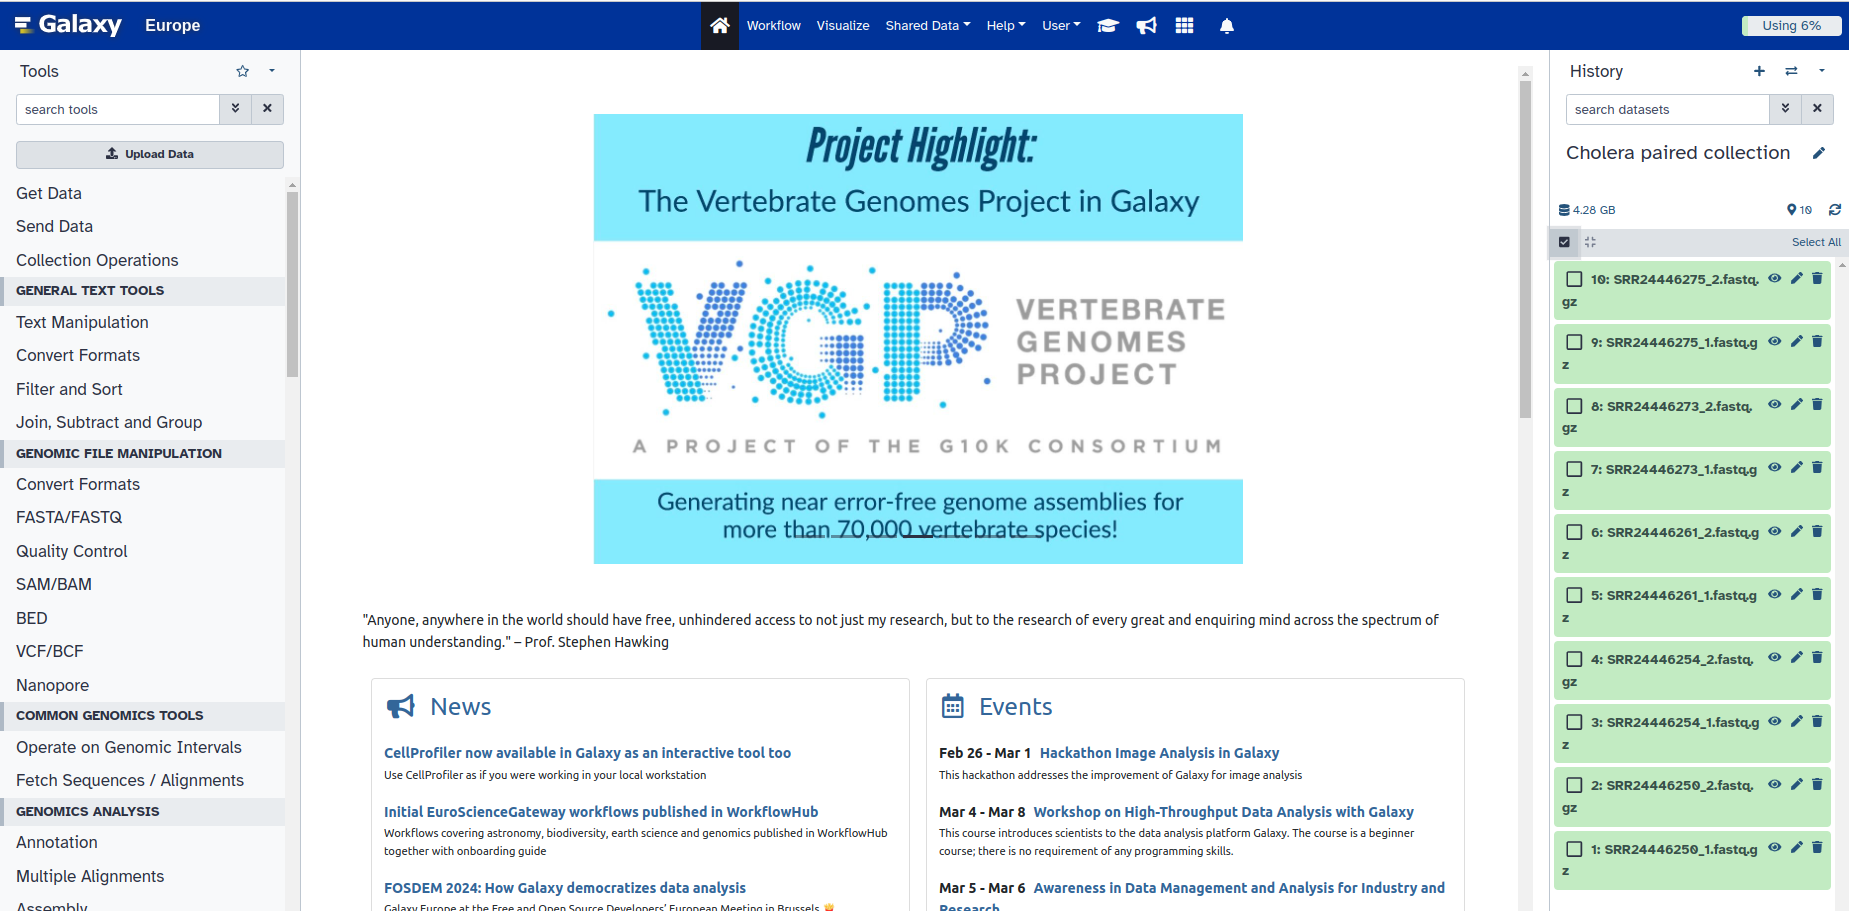 Galaxy Europe
Workflow Visualize Shared Data Help User
Using 6%
Tools
search tools
Upload Data
Get Data
Send Data
Collection Operations
GENERAL TEXT TOOLS
Text Manipulation
Convert Formats
Filter and Sort
Join, Subtract and Group
GENOMIC FILE MANIPULATION
Convert Formats
FASTA/FASTQ
Quality Control
SAM/BAM
BED
VCF/BCF
Nanopore
COMMON GENOMICS TOOLS
Operate on Genomic Intervals
Fetch Sequences / Alignments
GENOMICS ANALYSIS
Annotation
Multiple Alignments
Assembly
Project Highlight:
The Vertebrate Genomes Project in Galaxy
VGP
VERTEBRATE
GENOMES
PROJECT
A PROJECT OF THE G10K CONSORTIUM
Generating near error-free genome assemblies for
more than 70,000 vertebrate species!
"Anyone, anywhere in the world should have free, unhindered access to not just my research, but to the research of every great and enquiring mind across the spectrum of
human understanding." – Prof. Stephen Hawking
News
CellProfiler now available in Galaxy as an interactive tool too
Use CellProfiler as if you were working in your local workstation
Initial EuroScienceGateway workflows published in WorkflowHub
Workflows covering astronomy, biodiversity, earth science and genomics published in WorkflowHub
together with onboarding guide
FOSDEM 2024: How Galaxy democratizes data analysis
Galaxy Europe at the Free and Open Source Developers' European Meeting in Brussels
Events
Feb 26 - Mar 1 Hackathon Image Analysis in Galaxy
This hackathon addresses the improvement of Galaxy for image analysis
Mar 4 - Mar 8 Workshop on High-Throughput Data Analysis with Galaxy
This course introduces scientists to the data analysis platform Galaxy. The course is a beginner
course; there is no requirement of any programming skills.
Mar 5 - Mar 6 Awareness in Data Management and Analysis for Industry and
Research
History
search datasets
Cholera paired collection
4.28 GB
10
Select All
10: SRR24446275_2.fastq.
gz
9: SRR24446275_1.fastq.g
z
8: SRR24446273_2.fastq.
gz
7: SRR24446273_1.fastq.g
z
6: SRR24446261_2.fastq.g
z
5: SRR24446261_1.fastq.g
z
4: SRR24446254_2.fastq.
gz
3: SRR24446254_1.fastq.g
z
2: SRR24446250_2.fastq.
gz
1: SRR24446250_1.fastq.g
z